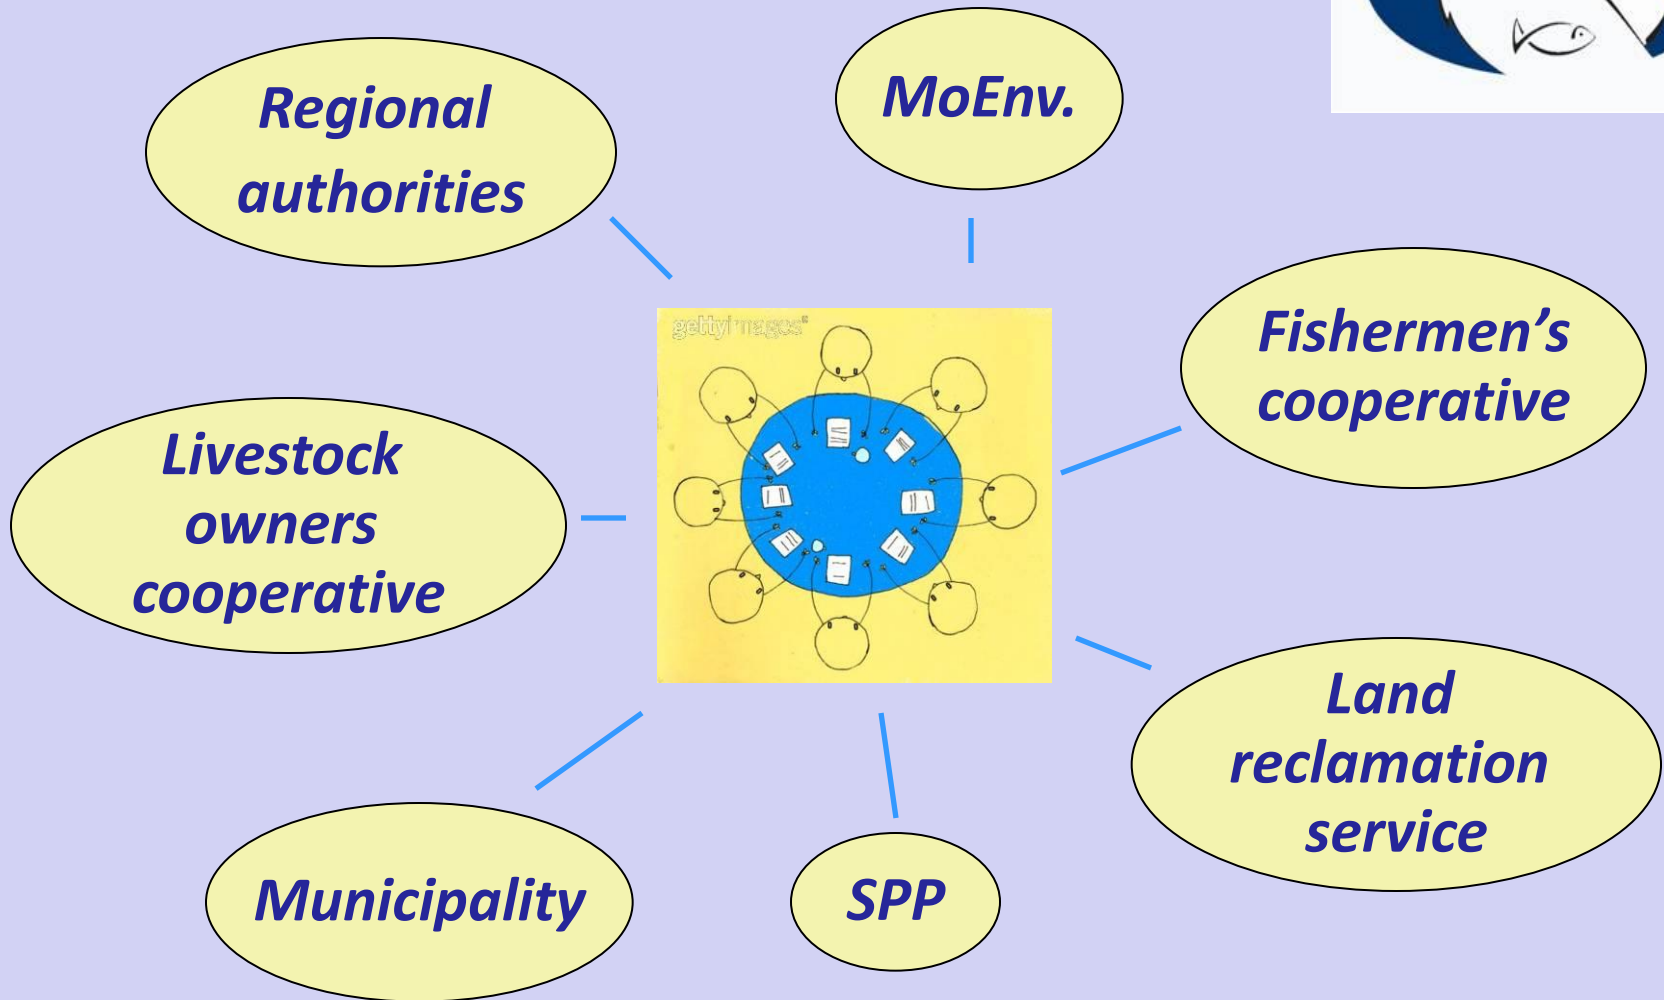 Regional
authorities
MoEnv.
Fishermen’s
cooperative
gettyimages®
Livestock
owners
cooperative
Land
reclamation
service
Municipality
SPP